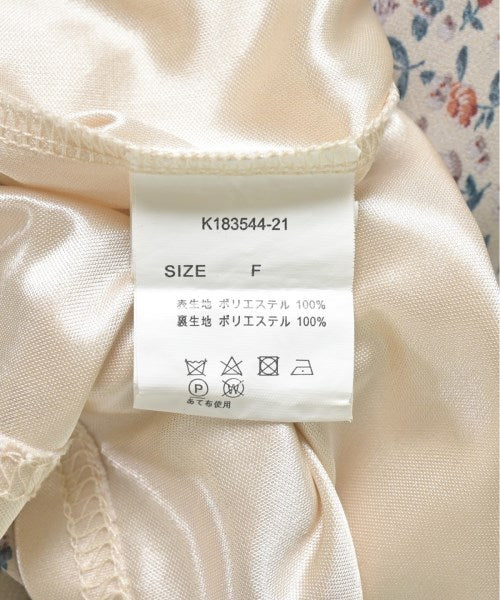 K183544-21
SIZE F
表生地 ポリエステル 100%
裏生地 ポリエステル 100%
P W
あて布使用